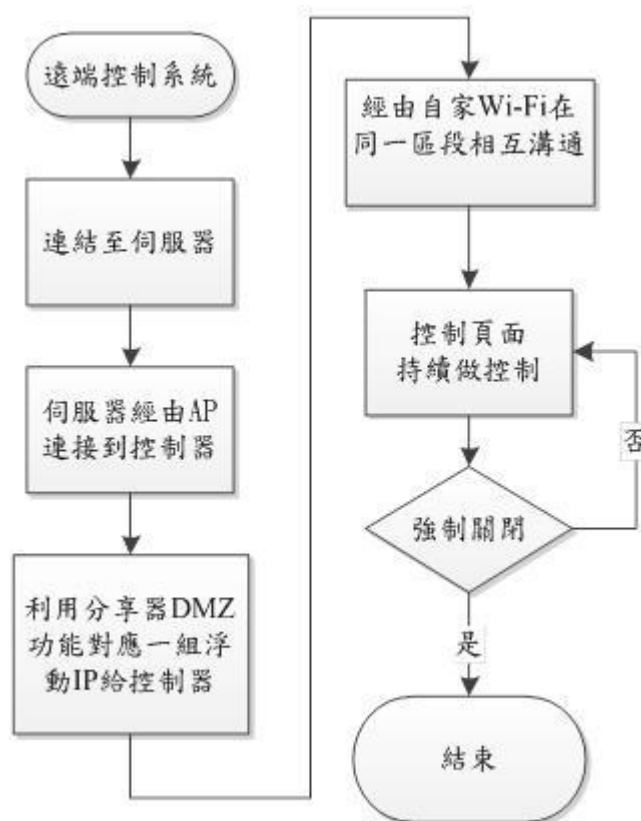 遠端控制系統
連結至伺服器
伺服器經由AP
連接到控制器
利用分享器DMZ
功能對應一組浮
動IP給控制器
經由自家Wi-Fi在
同一區段相互溝通
控制頁面
持續做控制
強制關閉
否
是
結束